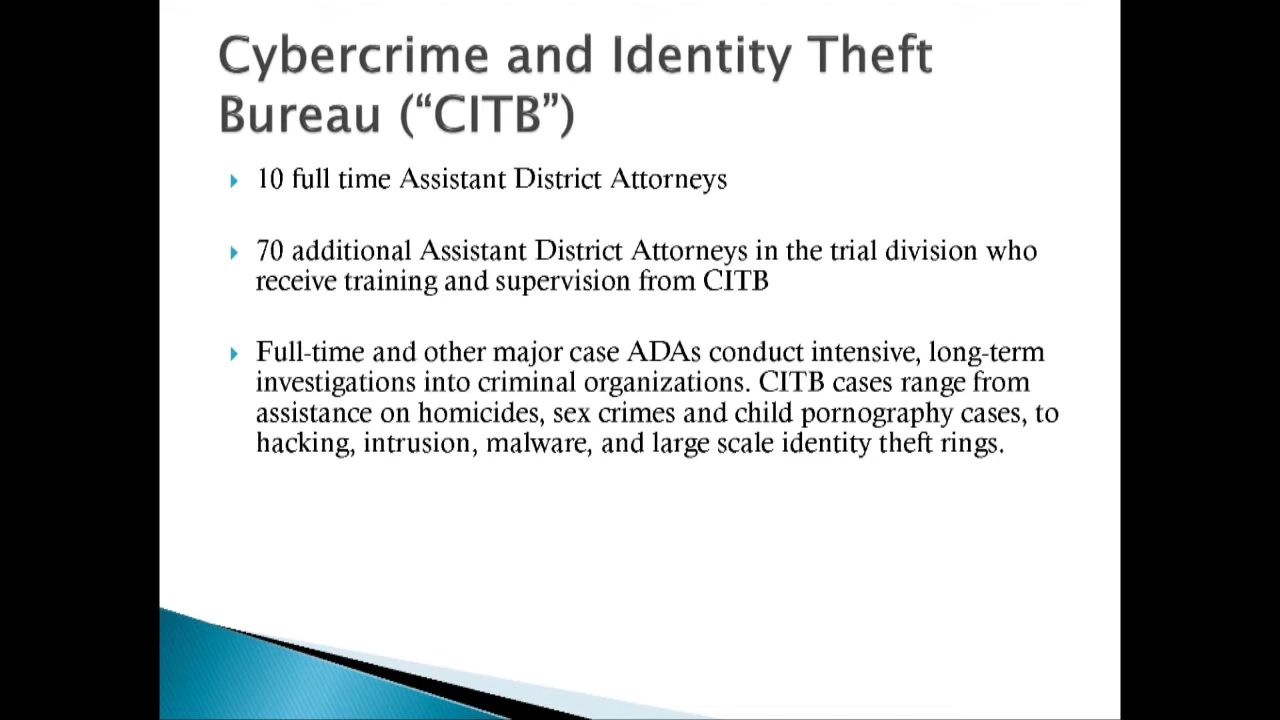 Cybercrime and Identity Theft
Bureau (“CITB”)
10 full time Assistant District Attorneys
70 additional Assistant District Attorneys in the trial division who
receive training and supervision from CITB
Full-time and other major case ADAs conduct intensive, long-term
investigations into criminal organizations. CITB cases range from
assistance on homicides, sex crimes and child pornography cases, to
hacking, intrusion, malware, and large scale identity theft rings.